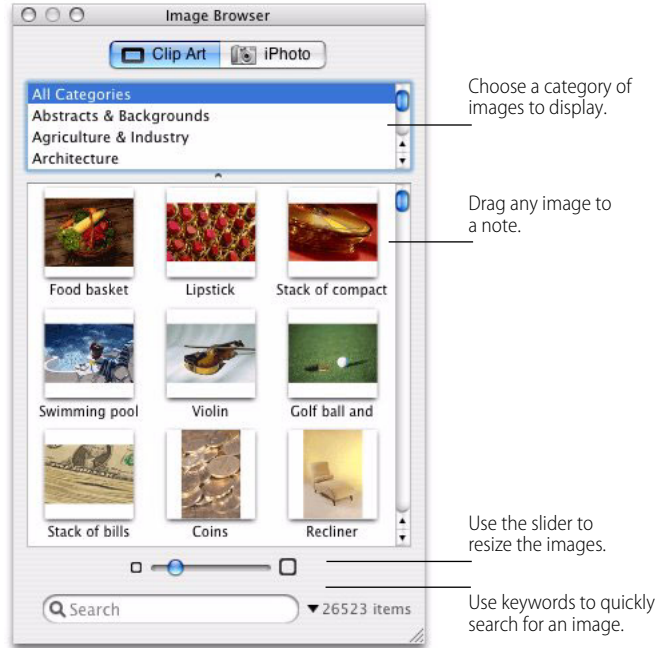 Image Browser
Clip Art
iPhoto
All Categories
Abstracts & Backgrounds
Agriculture & Industry
Architecture
Choose a category of
images to display.
Drag any image to
a note.
Food basket
Lipstick
Stack of compact
Swimming pool
Violin
Golf ball and
Stack of bills
Coins
Recliner
Use the slider to
resize the images.
Search
26523 items
Use keywords to quickly
search for an image.